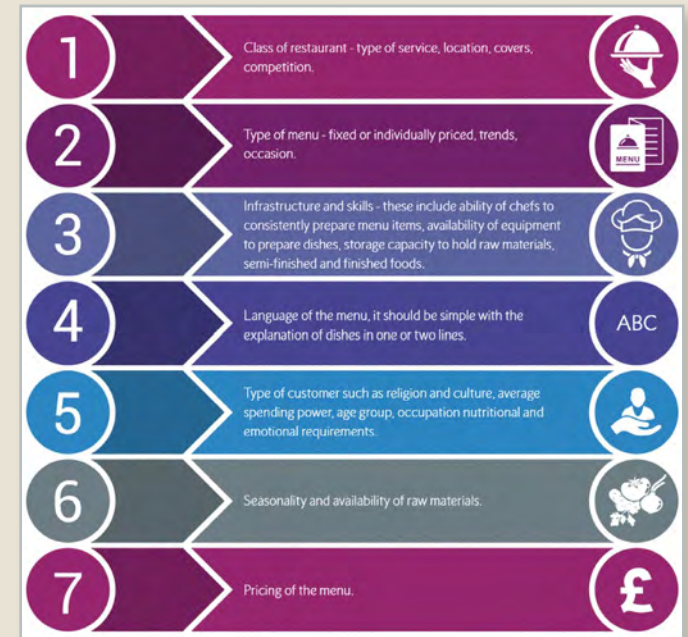 1
Class of restaurant - type of service, location, covers,
competition.
2
Type of menu - fixed or individually priced, trends,
occasion.
MENU
3
Infrastructure and skills - these include ability of chefs to
consistently prepare menu items, availability of equipment
to prepare dishes, storage capacity to hold raw materials,
semi-finished and finished foods.
4
Language of the menu, it should be simple with the
explanation of dishes in one or two lines.
ABC
5
Type of customer such as religion and culture, average
spending power, age group, occupation nutritional and
emotional requirements.
6
Seasonality and availability of raw materials.
7
Pricing of the menu.
£